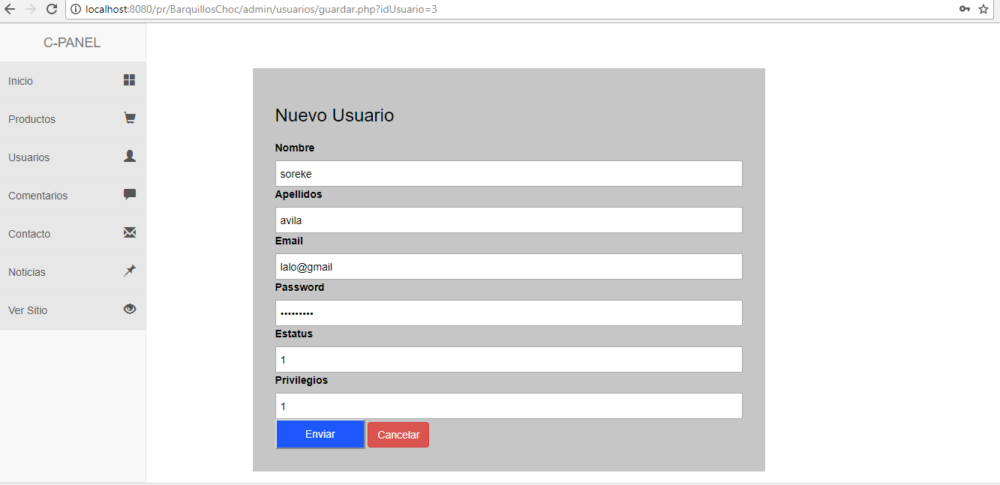 localhost:8080/pr/BarquillosChoc/admin/usuarios/guardar.php?idUsuario=3
C-PANEL
Inicio
Productos
Usuarios
Comentarios
Contacto
Noticias
Ver Sitio
Nuevo Usuario
Nombre
soreke
Apellidos
avila
Email
lalo@gmail
Password
•••••••••
Estatus
1
Privilegios
1
Enviar Cancelar